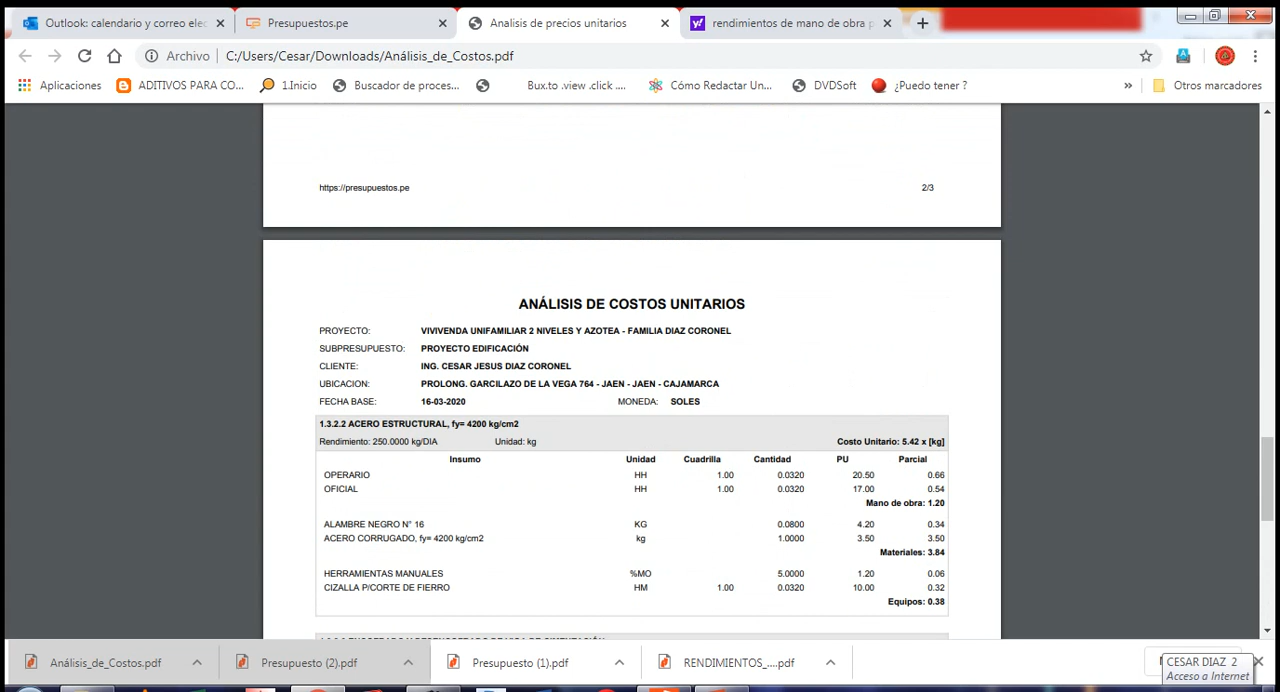 Outlook: calendario y correo elec × Presupuestos.pe × Analisis de precios unitarios × rendimientos de mano de obra p × +
Archivo C:/Users/Cesar/Downloads/Análisis_de_Costos.pdf
Aplicaciones ADITIVOS PARA CO... 1.Inicio Buscador de proces... Bux.to .view .click .... Cómo Redactar Un... DVDSoft ¿Puedo tener ? » Otros marcadores
https://presupuestos.pe 2/3
ANÁLISIS DE COSTOS UNITARIOS
PROYECTO: VIVIVENDA UNIFAMILIAR 2 NIVELES Y AZOTEA - FAMILIA DIAZ CORONEL
SUBPRESUPUESTO: PROYECTO EDIFICACIÓN
CLIENTE: ING. CESAR JESUS DIAZ CORONEL
UBICACION: PROLONG. GARCILAZO DE LA VEGA 764 - JAEN - JAEN - CAJAMARCA
FECHA BASE: 16-03-2020 MONEDA: SOLES
1.3.2.2 ACERO ESTRUCTURAL, fy= 4200 kg/cm2
Rendimiento: 250.0000 kg/DIA Unidad: kg Costo Unitario: 5.42 x [kg]
Insumo Unidad Cuadrilla Cantidad PU Parcial
OPERARIO HH 1.00 0.0320 20.50 0.66
OFICIAL HH 1.00 0.0320 17.00 0.54
Mano de obra: 1.20
ALAMBRE NEGRO N° 16 KG 0.0800 4.20 0.34
ACERO CORRUGADO, fy= 4200 kg/cm2 kg 1.0000 3.50 3.50
Materiales: 3.84
HERRAMIENTAS MANUALES %MO 5.0000 1.20 0.06
CIZALLA P/CORTE DE FIERRO HM 1.00 0.0320 10.00 0.32
Equipos: 0.38
Análisis_de_Costos.pdf Presupuesto (2).pdf Presupuesto (1).pdf RENDIMIENTOS_....pdf
CESAR DIAZ 2
Acceso a Internet